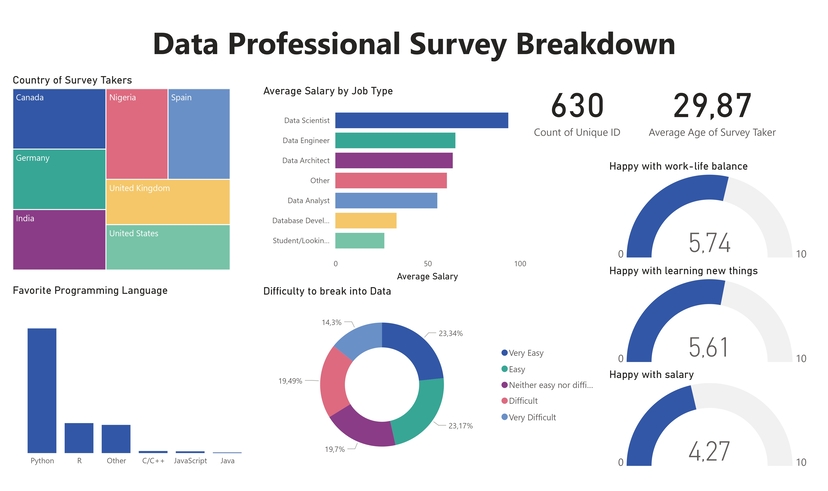 Data Professional Survey Breakdown
Country of Survey Takers
Canada
Nigeria
Spain
Germany
United Kingdom
India
United States
Average Salary by Job Type
Data Scientist
Data Engineer
Data Architect
Other
Data Analyst
Database Devel...
Student/Lookin...
0 50 100
Average Salary
630
Count of Unique ID
29,87
Average Age of Survey Taker
Happy with work-life balance
5,74
0 10
Happy with learning new things
5,61
0 10
Happy with salary
4,27
0 10
Favorite Programming Language
Python R Other C/C++ JavaScript Java
Difficulty to break into Data
14,3%
23,34%
19,49%
23,17%
19,7%
Very Easy
Easy
Neither easy nor diffi...
Difficult
Very Difficult